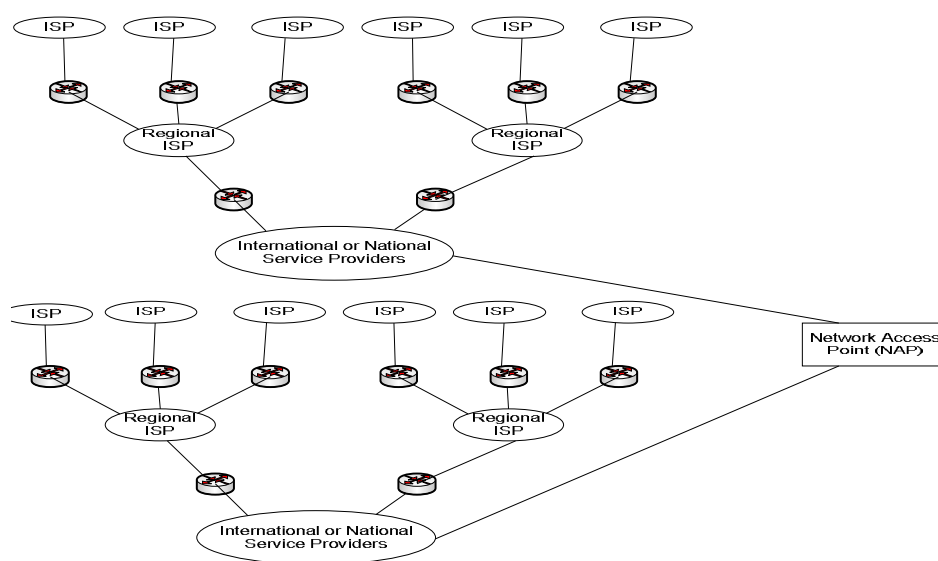 ISP
ISP
ISP
ISP
ISP
ISP
Regional
ISP
Regional
ISP
International or National
Service Providers
ISP
ISP
ISP
ISP
ISP
ISP
Network Access
Point (NAP)
Regional
ISP
Regional
ISP
International or National
Service Providers